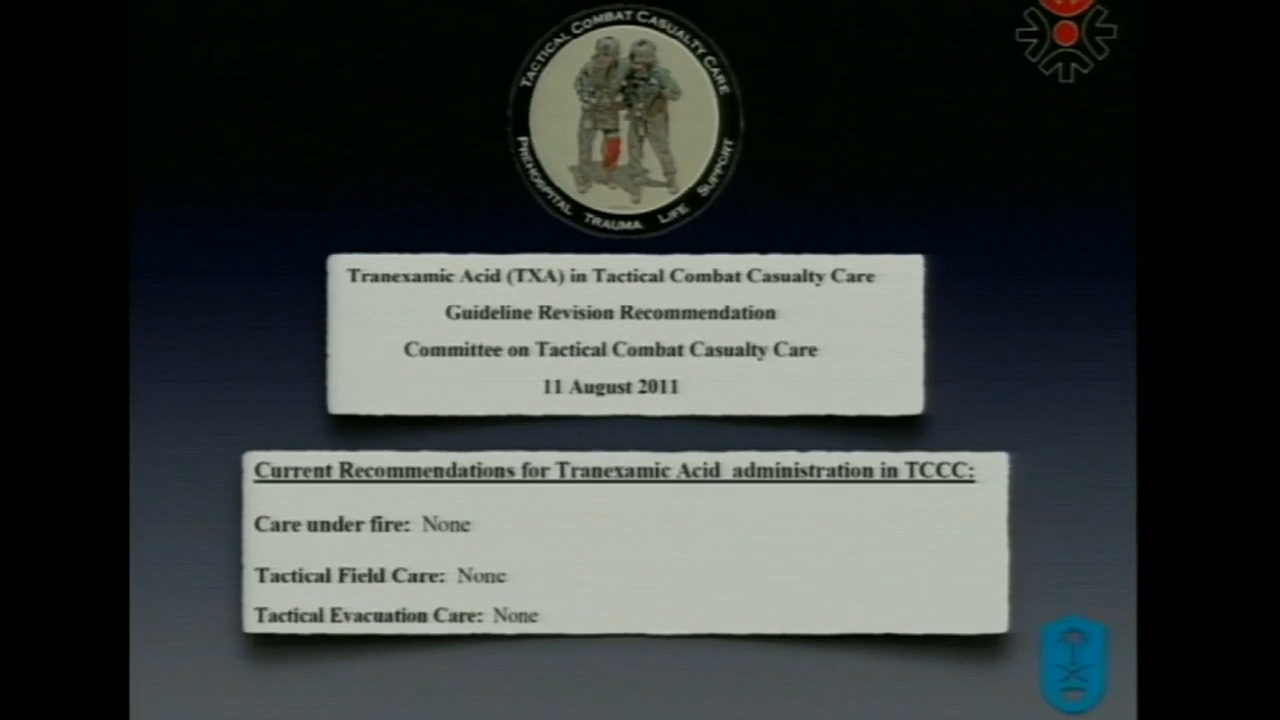 TACTICAL COMBAT CASUALTY CARE
PREHOSPITAL TRAUMA LIFE SUPPORT
Tranexamic Acid (TXA) in Tactical Combat Casualty Care
Guideline Revision Recommendation
Committee on Tactical Combat Casualty Care
11 August 2011
Current Recommendations for Tranexamic Acid administration in TCCC:
Care under fire: None
Tactical Field Care: None
Tactical Evacuation Care: None